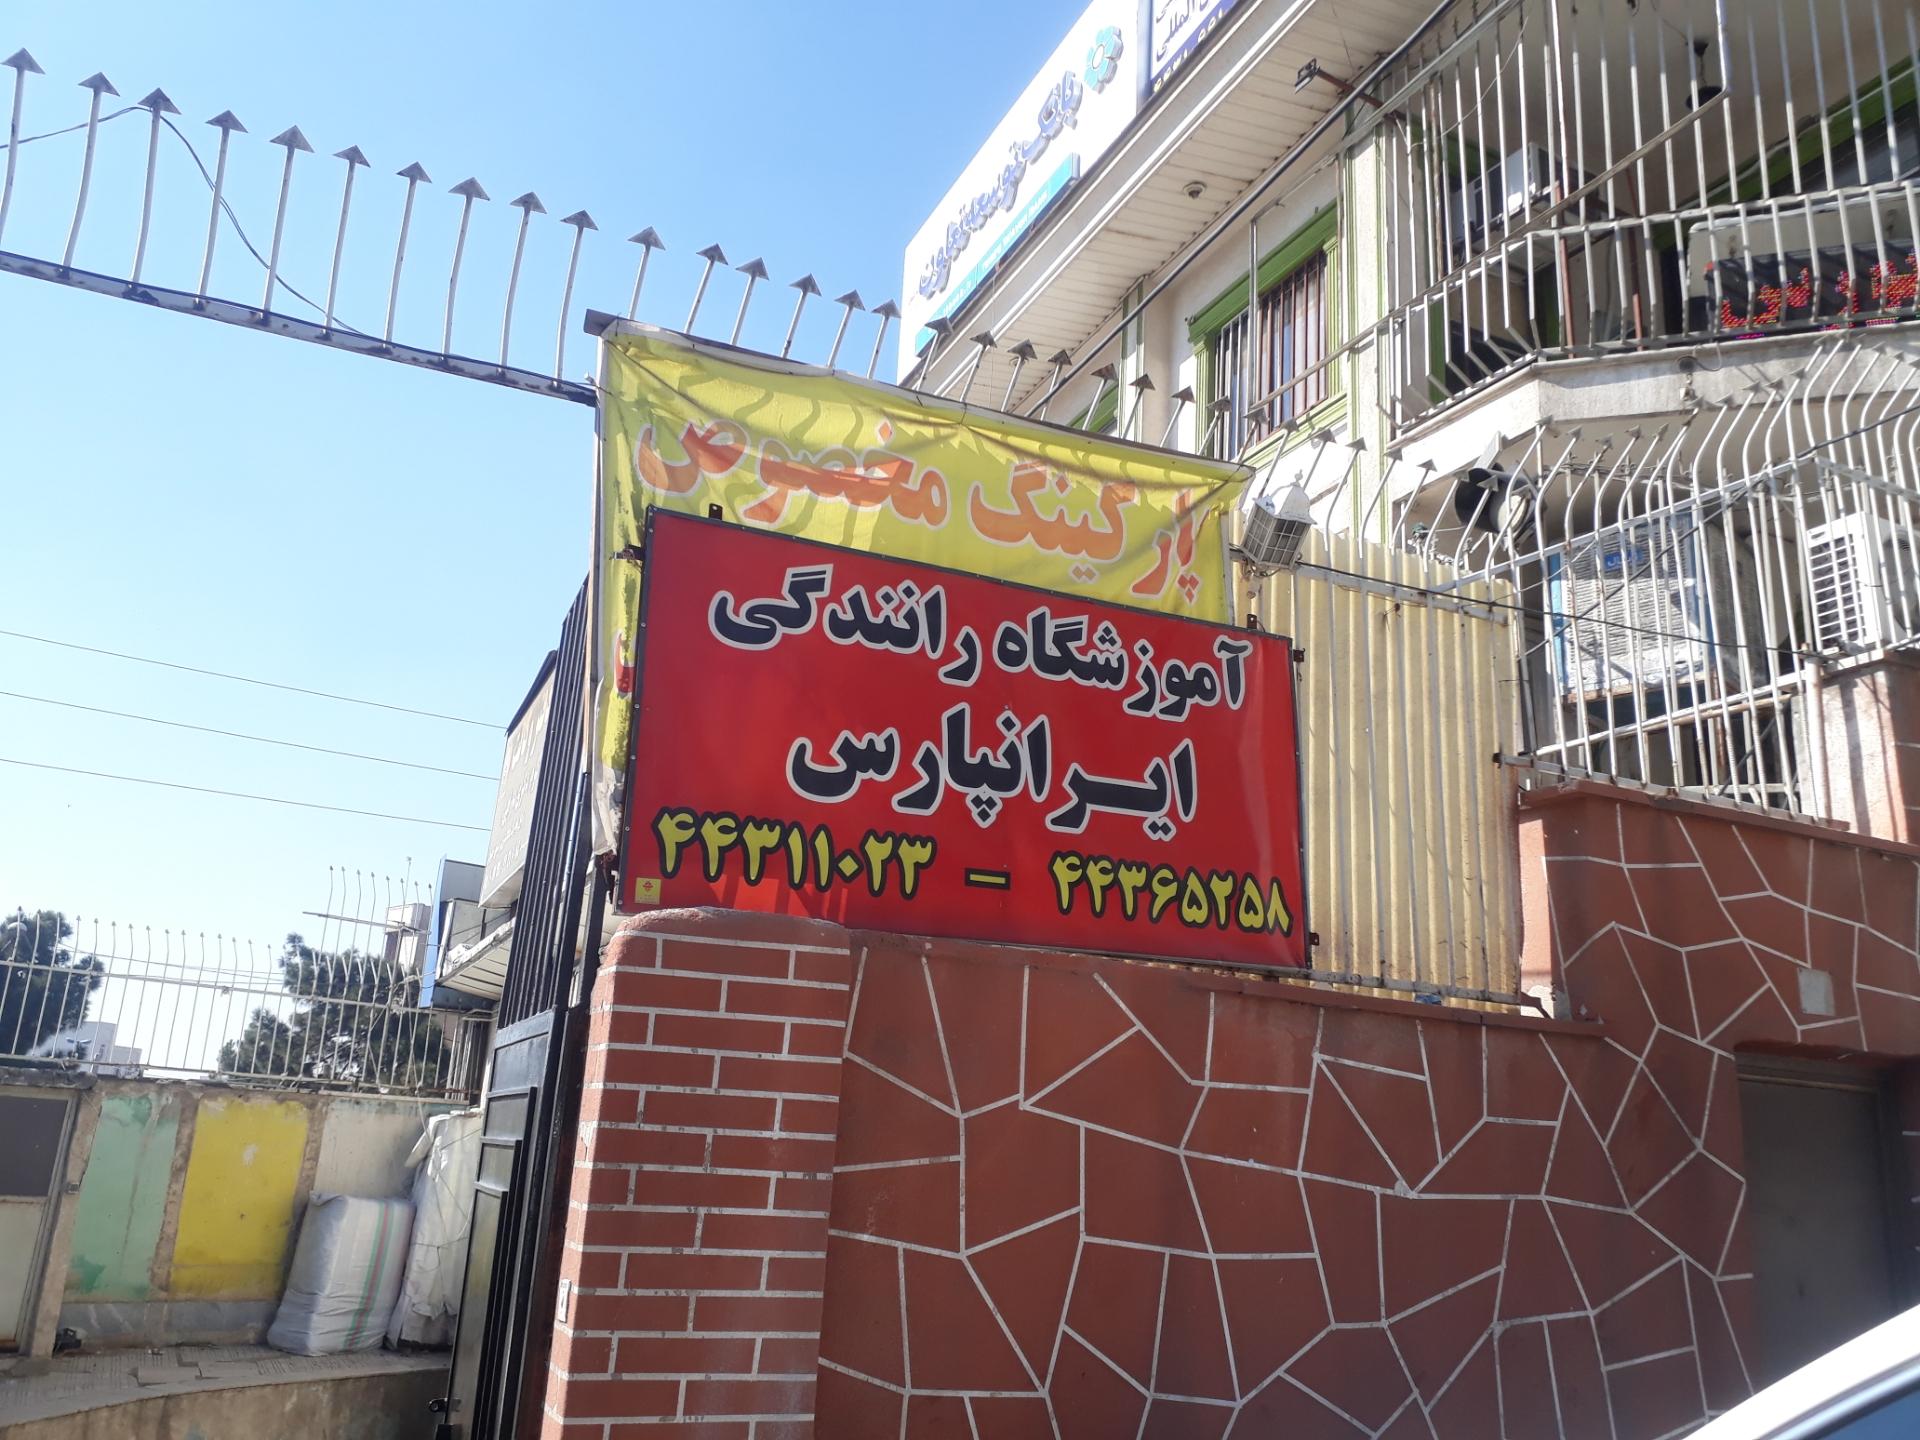 بانک توسعه تعاون
پارکینگ مخصوص
آموزشگاه رانندگی
ایرانپارس
۴۴۳۱۱۰۲۳ – ۴۴۳۶۵۲۵۸